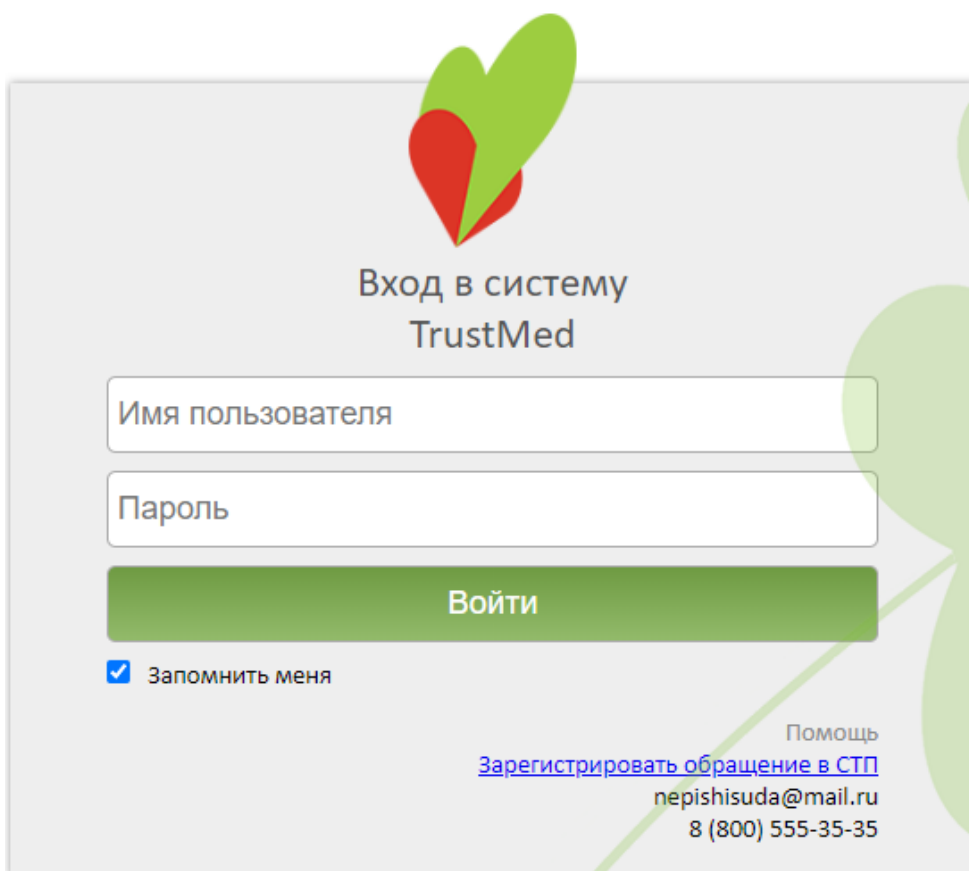 Вход в систему
TrustMed
Имя пользователя
Пароль
Войти
Запомнить меня
Помощь
Зарегистрировать обращение в СТП
nepishisuda@mail.ru
8 (800) 555-35-35